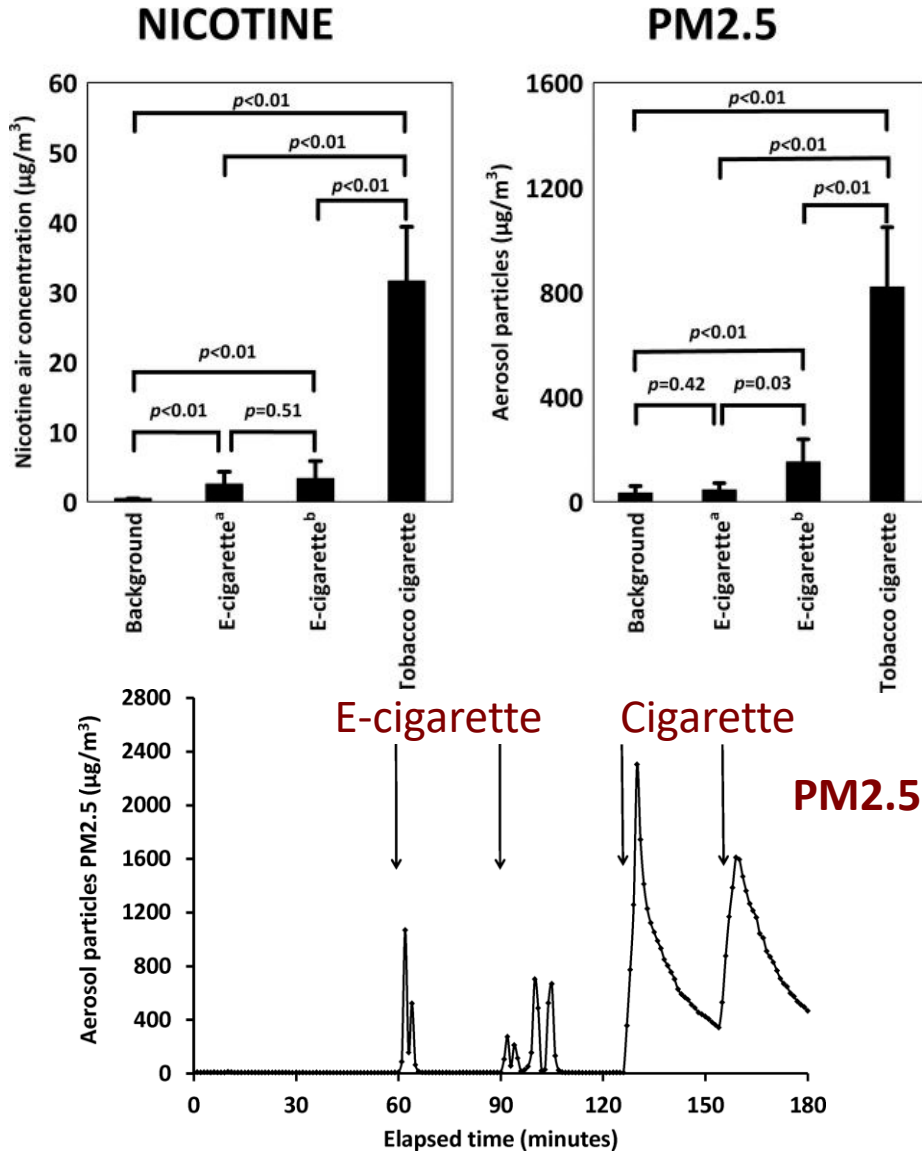 NICOTINE
Nicotine air concentration (µg/m³)
60
50
40
30
20
10
0
p<0.01
p<0.01
p<0.01
p<0.01
p<0.01
p=0.51
Background
E-cigaretteᵃ
E-cigaretteᵇ
Tobacco cigarette
PM2.5
Aerosol particles (µg/m³)
1600
1200
800
400
0
p<0.01
p<0.01
p<0.01
p<0.01
p=0.42
p=0.03
Background
E-cigaretteᵃ
E-cigaretteᵇ
Tobacco cigarette
Aerosol particles PM2.5 (µg/m³)
2800
2400
2000
1600
1200
800
400
0
E-cigarette
Cigarette
PM2.5
0 30 60 90 120 150 180
Elapsed time (minutes)